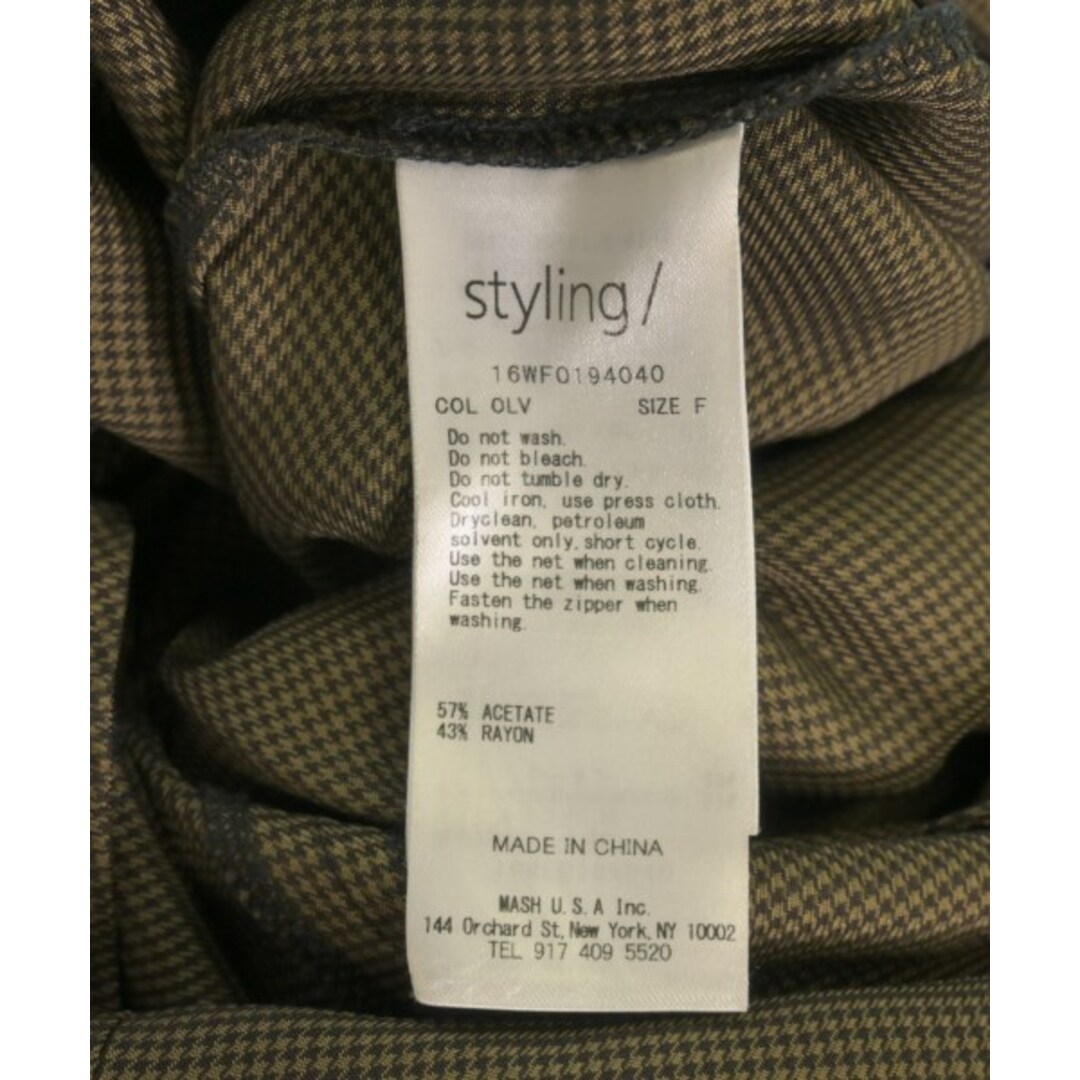 styling/
16WFO194040
COL OLV SIZE F
Do not wash.
Do not bleach.
Do not tumble dry.
Cool iron, use press cloth.
Dryclean, petroleum
solvent only, short cycle.
Use the net when cleaning.
Use the net when washing.
Fasten the zipper when
washing.
57% ACETATE
43% RAYON
MADE IN CHINA
MASH U.S.A Inc.
144 Orchard St, New York, NY 10002
TEL 917 409 5520